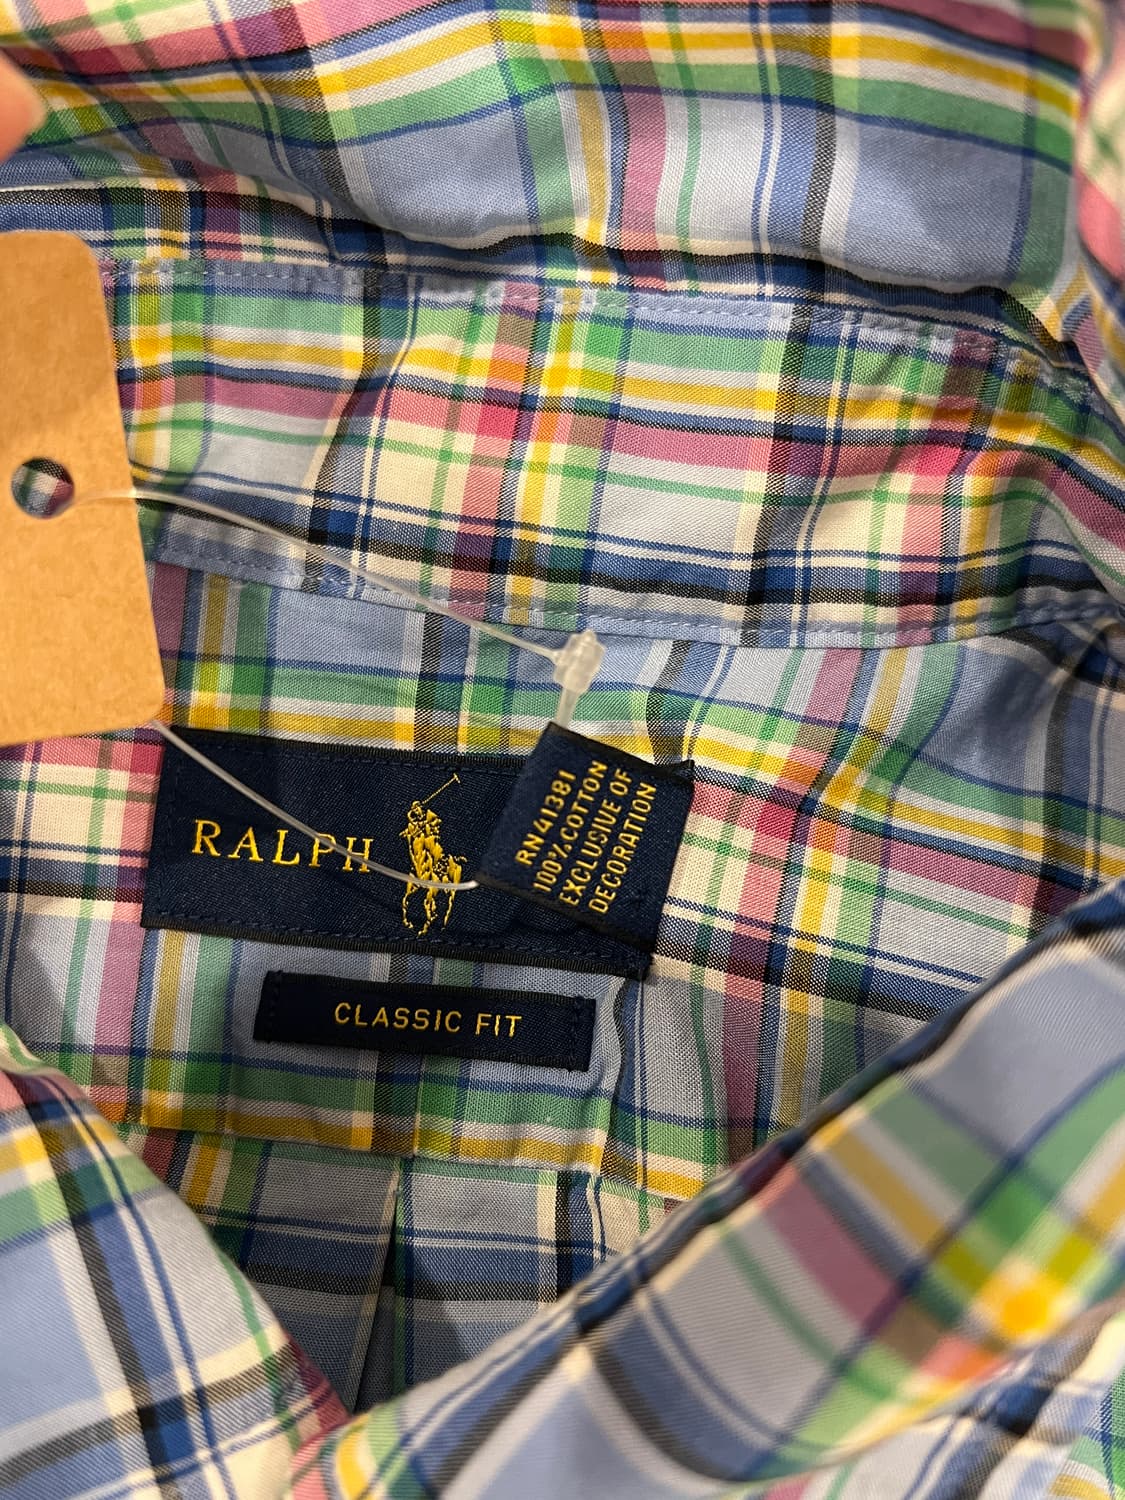 RALPH
RN41381
100% COTTON
EXCLUSIVE OF
DECORATION
CLASSIC FIT